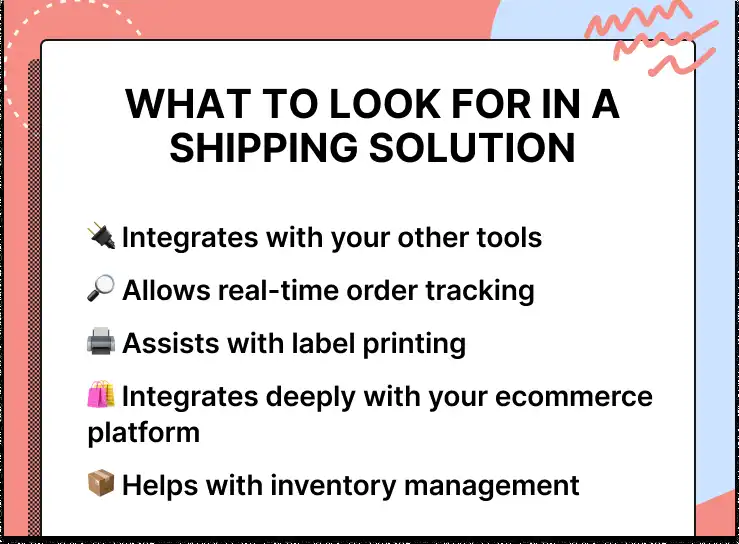 WHAT TO LOOK FOR IN A
SHIPPING SOLUTION
🔌 Integrates with your other tools
🔎 Allows real-time order tracking
🖨️ Assists with label printing
🛍️ Integrates deeply with your ecommerce
platform
📦 Helps with inventory management